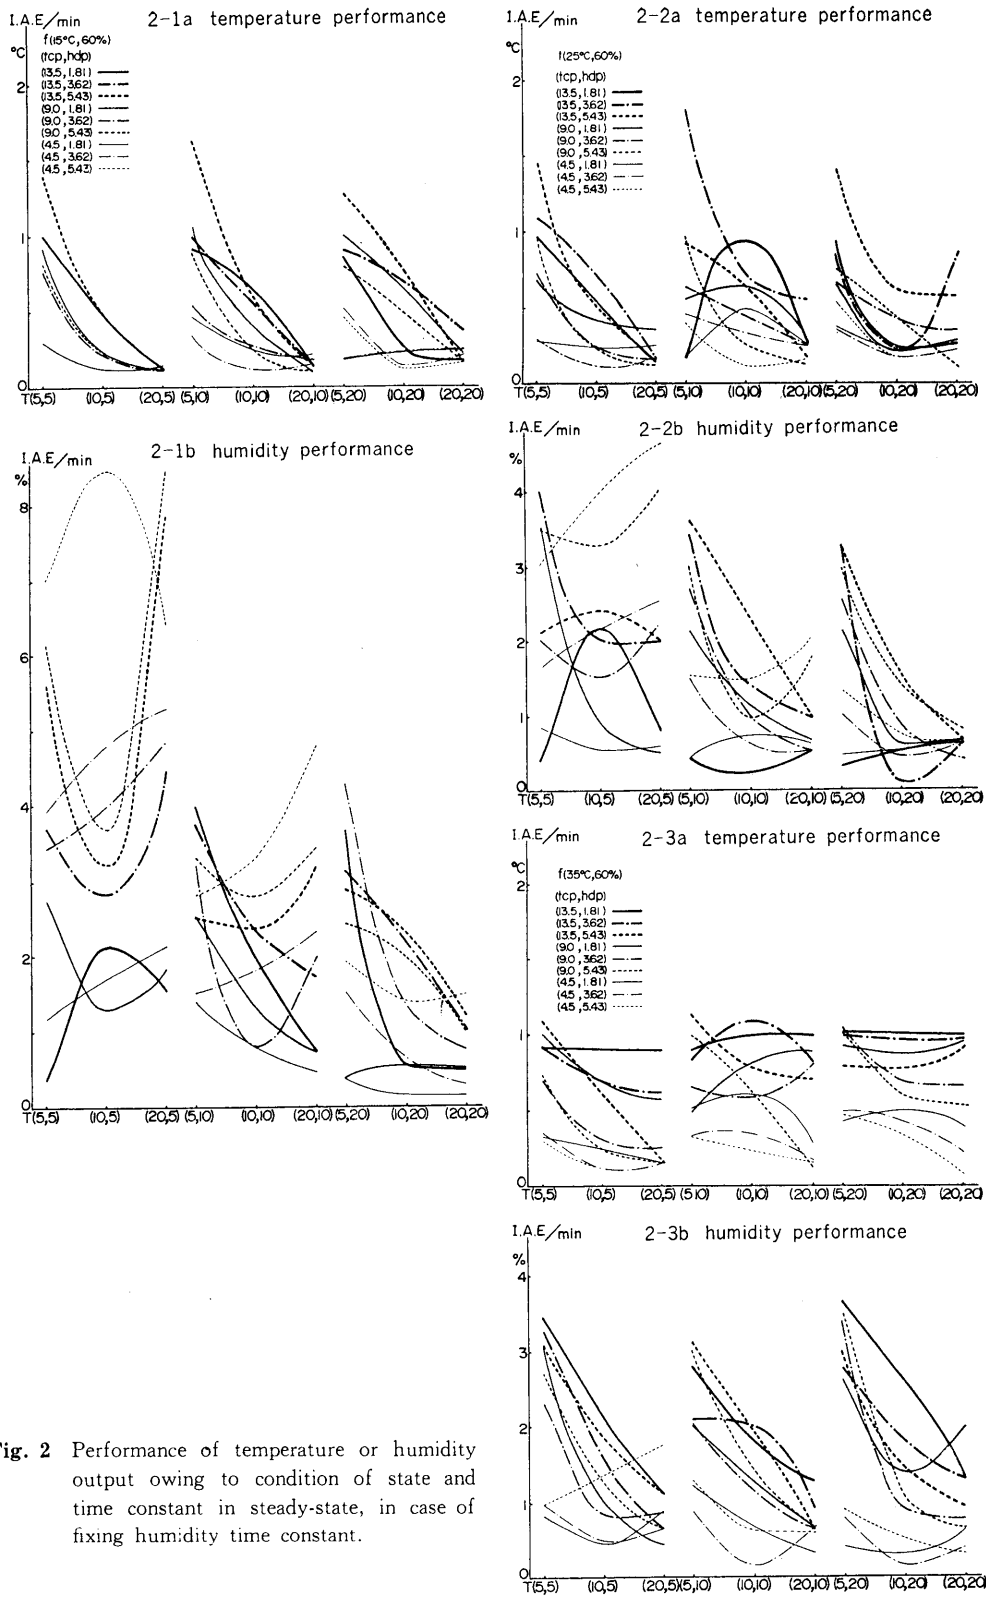 2-1a temperature performance
I.A.E/min
°C
f(15°C,60%)
(tcp,hdp)
(13.5,1.81)
(13.5,3.62)
(13.5,5.43)
(9.0,1.81)
(9.0,3.62)
(9.0,5.43)
(4.5,1.81)
(4.5,3.62)
(4.5,5.43)
2
1
0
T(5,5) (10,5) (20,5) (5,10) (10,10) (20,10) (5,20) (10,20) (20,20)
2-1b humidity performance
I.A.E/min
%
8
6
4
2
0
T(5,5) (10,5) (20,5) (5,10) (10,10) (20,10) (5,20) (10,20) (20,20)
2-2a temperature performance
I.A.E/min
°C
f(25°C,60%)
(tcp,hdp)
(13.5,1.81)
(13.5,3.62)
(13.5,5.43)
(9.0,1.81)
(9.0,3.62)
(9.0,5.43)
(4.5,1.81)
(4.5,3.62)
(4.5,5.43)
2
1
0
T(5,5) (10,5) (20,5) (5,10) (10,10) (20,10) (5,20) (10,20) (20,20)
2-2b humidity performance
I.A.E/min
%
4
3
2
1
0
T(5,5) (10,5) (20,5) (5,10) (10,10) (20,10) (5,20) (10,20) (20,20)
2-3a temperature performance
I.A.E/min
°C
f(35°C,60%)
(tcp,hdp)
(13.5,1.81)
(13.5,3.62)
(13.5,5.43)
(9.0,1.81)
(9.0,3.62)
(9.0,5.43)
(4.5,1.81)
(4.5,3.62)
(4.5,5.43)
2
1
0
T(5,5) (10,5) (20,5) (5,10) (10,10) (20,10) (5,20) (10,20) (20,20)
2-3b humidity performance
I.A.E/min
%
4
3
2
1
0
T(5,5) (10,5) (20,5) (5,10) (10,10) (20,10) (5,20) (10,20) (20,20)
ig. 2 Performance of temperature or humidity
output owing to condition of state and
time constant in steady-state, in case of
fixing humidity time constant.